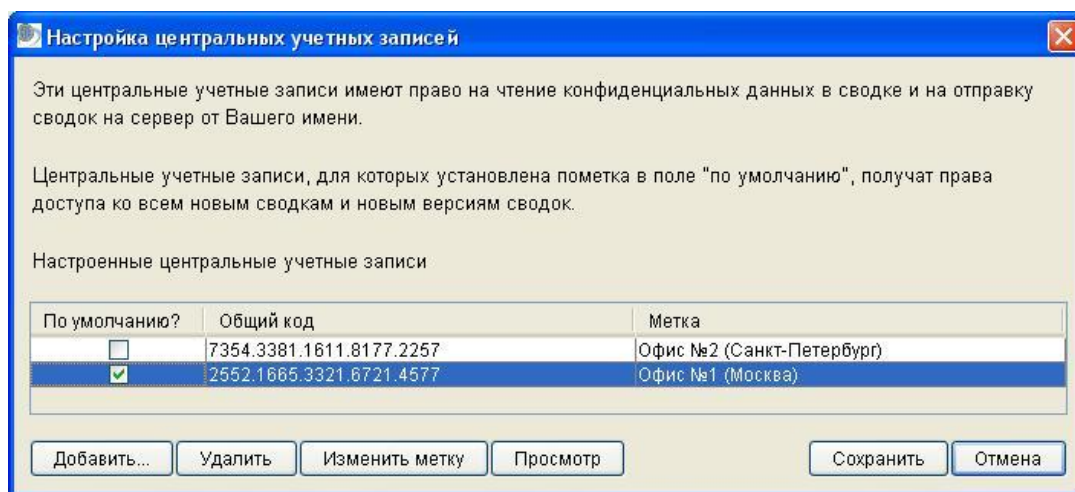 Настройка центральных учетных записей
Эти центральные учетные записи имеют право на чтение конфиденциальных данных в сводке и на отправку
сводок на сервер от Вашего имени.
Центральные учетные записи, для которых установлена пометка в поле "по умолчанию", получат права
доступа ко всем новым сводкам и новым версиям сводок.
Настроенные центральные учетные записи
По умолчанию? Общий код Метка
7354.3381.1611.8177.2257 Офис №2 (Санкт-Петербург)
2552.1665.3321.6721.4577 Офис №1 (Москва)
Добавить... Удалить Изменить метку Просмотр Сохранить Отмена